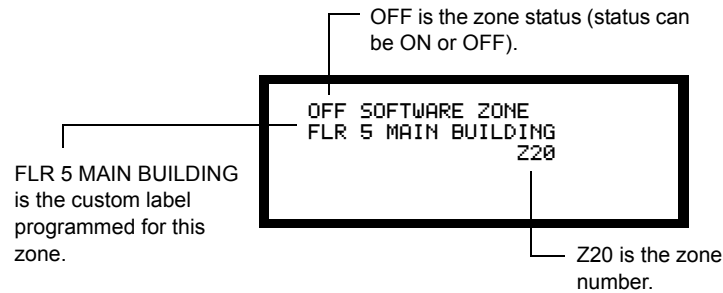 OFF is the zone status (status can
be ON or OFF).
OFF SOFTWARE ZONE
FLR 5 MAIN BUILDING
Z20
FLR 5 MAIN BUILDING
is the custom label
programmed for this
zone.
Z20 is the zone
number.